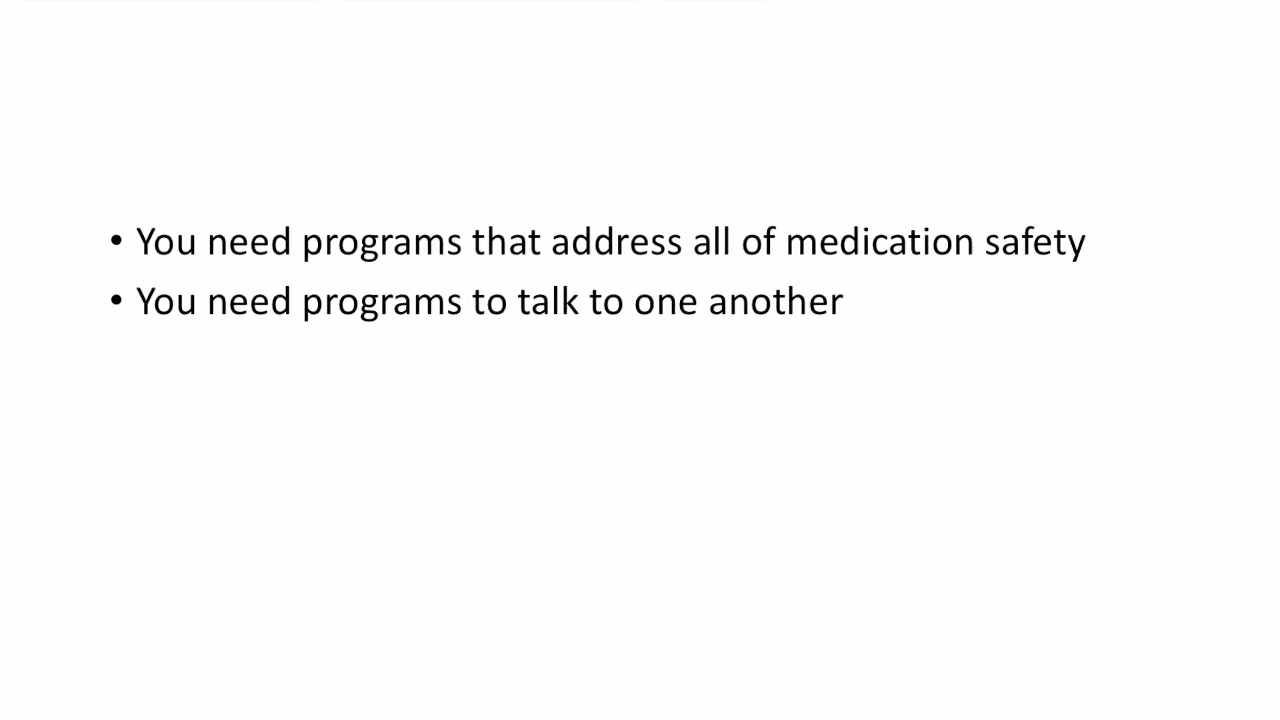 • You need programs that address all of medication safety
• You need programs to talk to one another